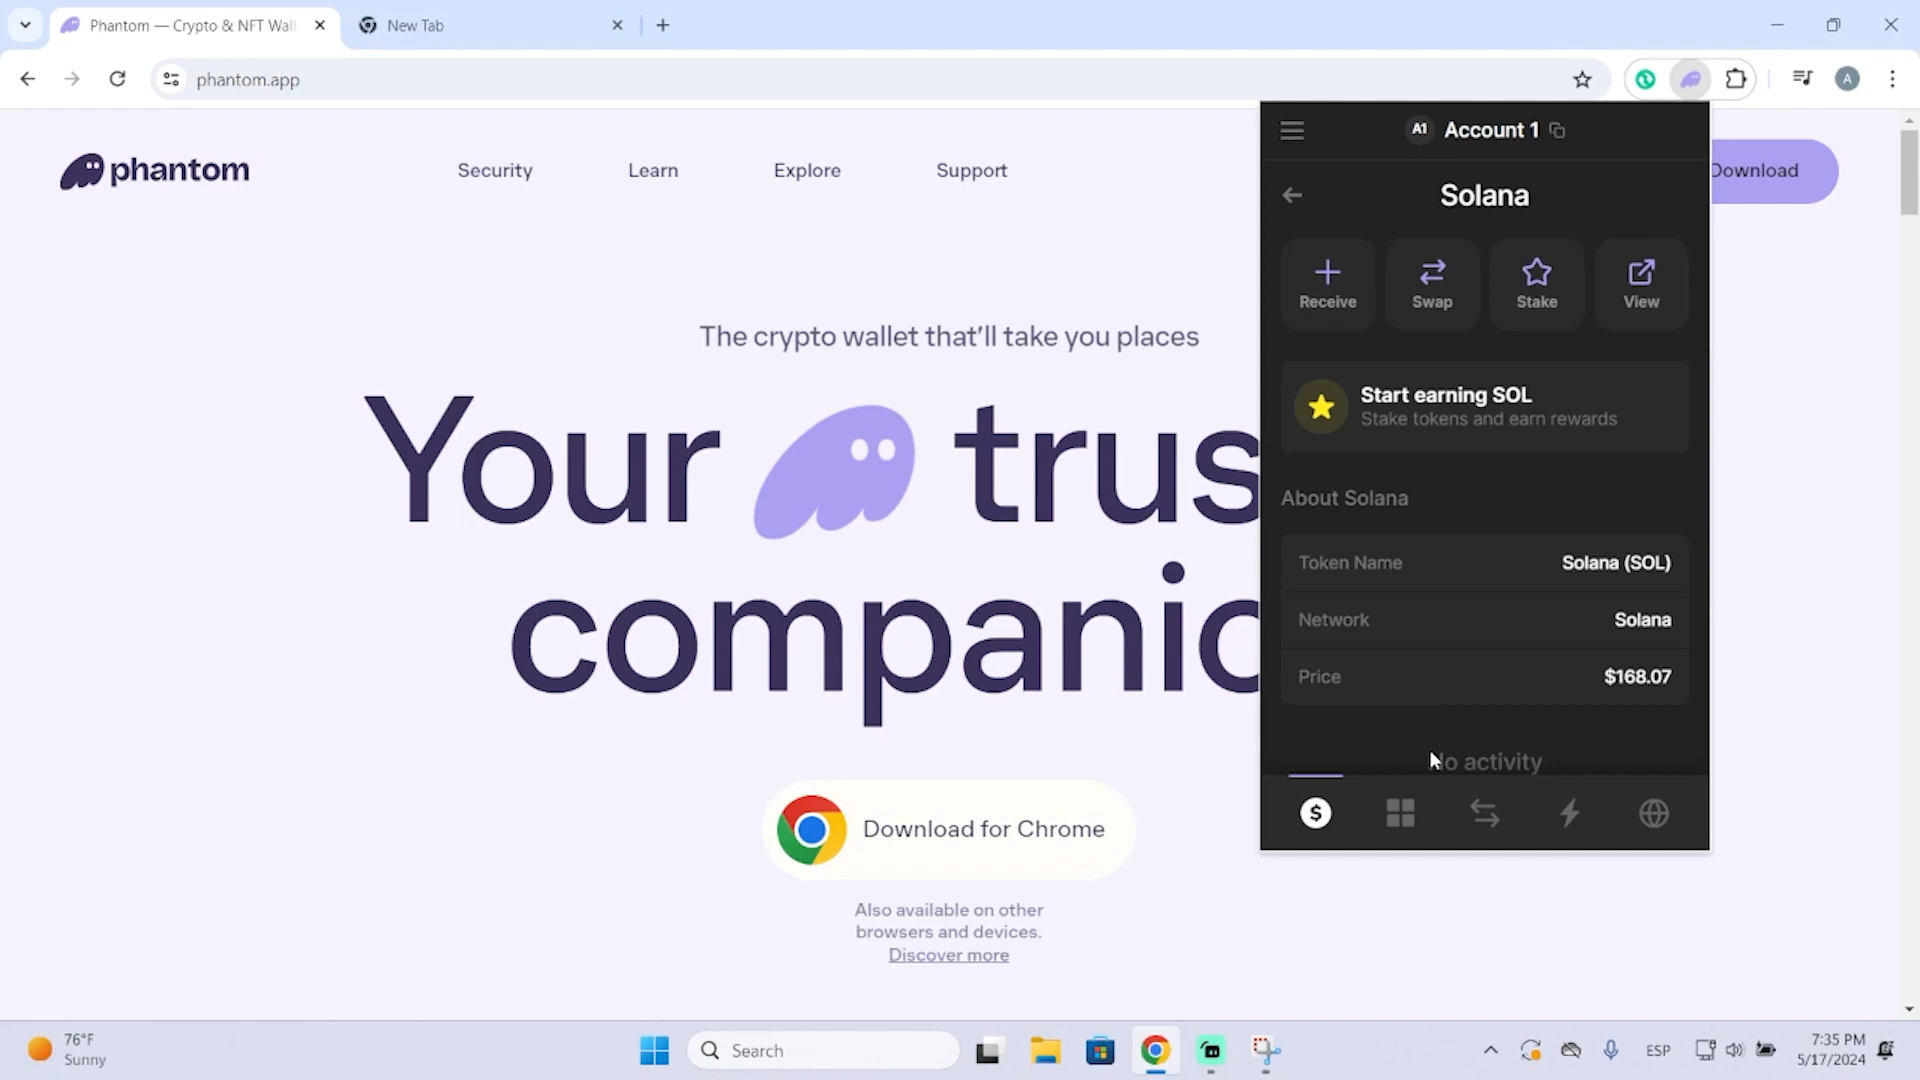 Phantom — Crypto & NFT Wall
New Tab
phantom.app
A
phantom
Security
Learn
Explore
Support
Download
A1
Account 1
Solana
Receive
Swap
Stake
View
Start earning SOL
Stake tokens and earn rewards
About Solana
Token Name
Solana (SOL)
Network
Solana
Price
$168.07
No activity
The crypto wallet that'll take you places
Your trus
companio
Download for Chrome
Also available on other
browsers and devices.
Discover more
76°F
Sunny
Search
ESP
7:35 PM
5/17/2024